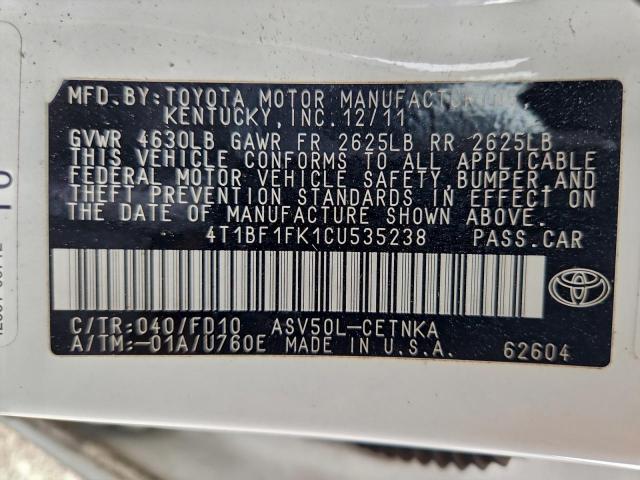 MFD.BY:TOYOTA MOTOR MANUFACTURING,
KENTUCKY,INC.12/11
GVWR 4630LB GAWR FR 2625LB RR 2625LB
THIS VEHICLE CONFORMS TO ALL APPLICABLE
FEDERAL MOTOR VEHICLE SAFETY,BUMPER,AND
THEFT PREVENTION STANDARDS IN EFFECT ON
THE DATE OF MANUFACTURE SHOWN ABOVE.
4T1BF1FK1CU535238 PASS.CAR
C/TR:040/FD10 ASV50L-CETNKA
A/TM:-01A/U760E MADE IN U.S.A. 62604